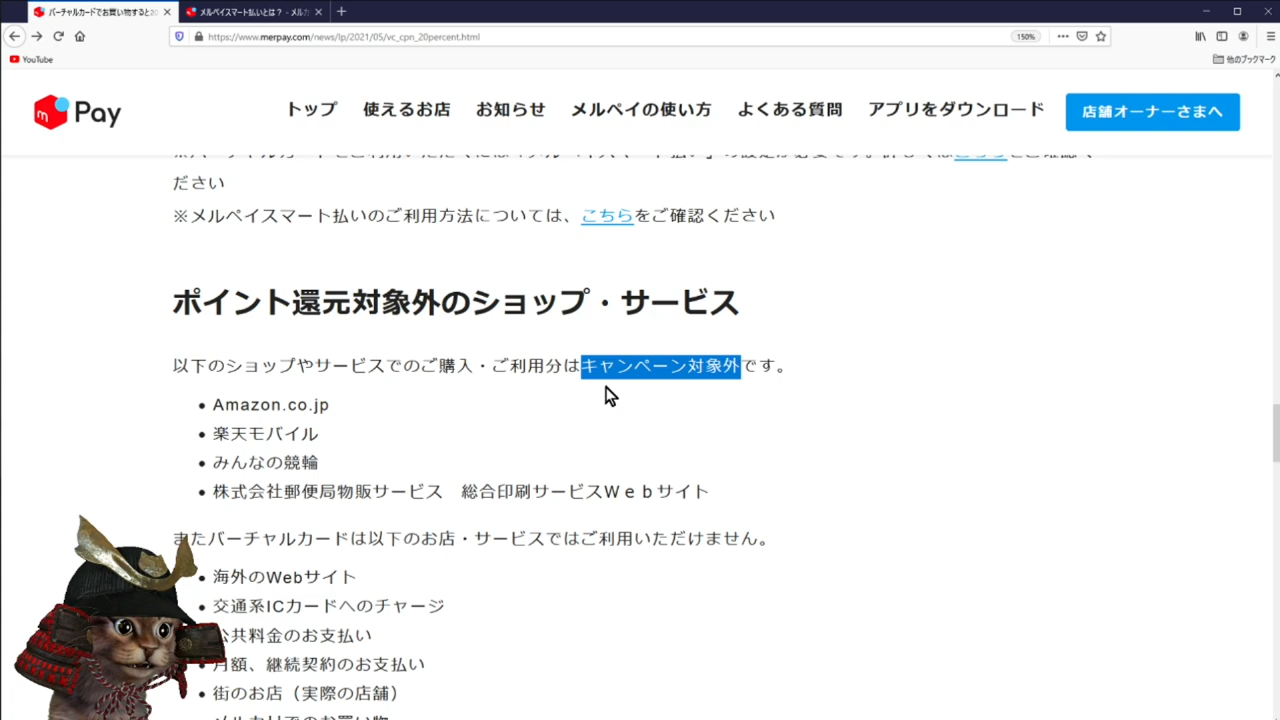 バーチャルカードでお買い物すると20
メルペイスマート払いとは？ - メルカ
https://www.merpay.com/news/lp/2021/05/vc_cpn_20percent.html
150%
YouTube
他のブックマーク
Pay
トップ
使えるお店
お知らせ
メルペイの使い方
よくある質問
アプリをダウンロード
店舗オーナーさまへ
ださい
※メルペイスマート払いのご利用方法については、こちらをご確認ください
ポイント還元対象外のショップ・サービス
以下のショップやサービスでのご購入・ご利用分はキャンペーン対象外です。
• Amazon.co.jp
• 楽天モバイル
• みんなの競輪
• 株式会社郵便局物販サービス　総合印刷サービスＷｅｂサイト
またバーチャルカードは以下のお店・サービスではご利用いただけません。
• 海外のWebサイト
• 交通系ICカードへのチャージ
公共料金のお支払い
• 月額、継続契約のお支払い
• 街のお店（実際の店舗）